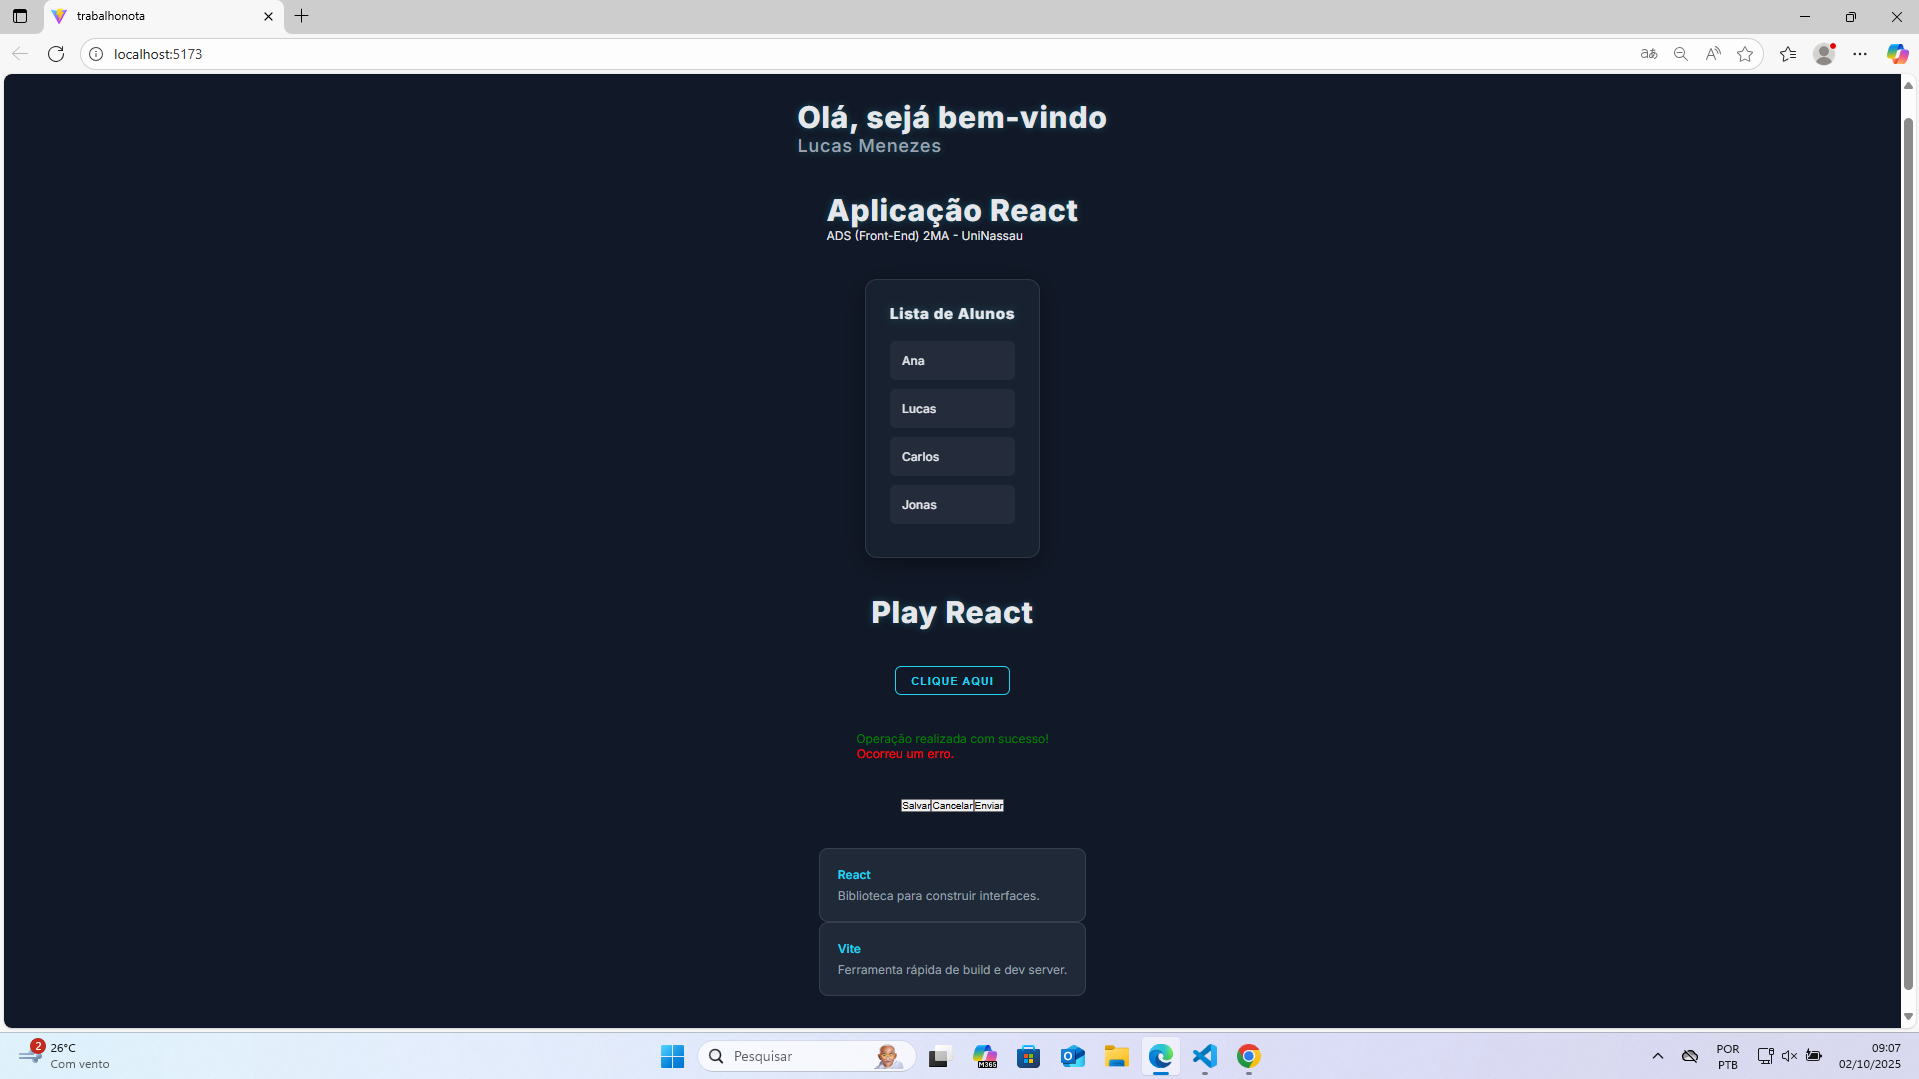 trabalhonota
localhost:5173
Olá, sejá bem-vindo
Lucas Menezes
Aplicação React
ADS (Front-End) 2MA - UniNassau
Lista de Alunos
Ana
Lucas
Carlos
Jonas
Play React
CLIQUE AQUI
Operação realizada com sucesso!
Ocorreu um erro.
Salvar Cancelar Enviar
React
Biblioteca para construir interfaces.
Vite
Ferramenta rápida de build e dev server.
2
26°C
Com vento
Pesquisar
M365
POR
PTB
09:07
02/10/2025